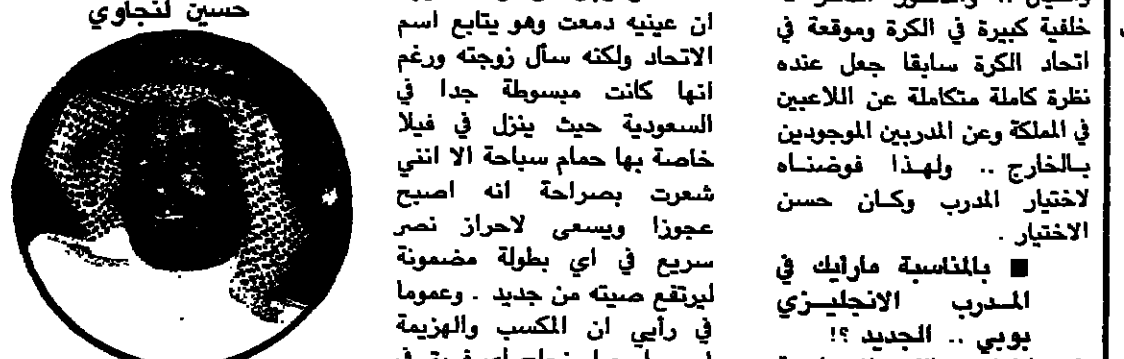 خلفية كبيرة في الكرة وموقعة في
اتحاد الكرة سابقا جعل عنده
نظرة كاملة متكاملة عن اللاعبين
في المملكة وعن المدربين الموجودين
بالخارج .. ولهذا فوضناه
لاختيار المدرب وكان حسن
الاختيار .
■ بالمناسبة مارأيك في
المدرب الانجليزي
بوبي .. الجديد ؟!
ان عينيه دمعت وهو يتابع اسم
الاتحاد ولكنه سأل زوجته ورغم
انها كانت مبسوطة جدا في
السعودية حيث ينزل في فيلا
خاصة بها حمام سباحة الا انني
شعرت بصراحة انه اصبح
عجوزا ويسعى لاحراز نصر
سريع في اي بطولة مضمونة
ليرتفع صيته من جديد . وعموما
في رأيي ان المكسب والهزيمة
حسين لنجاوي